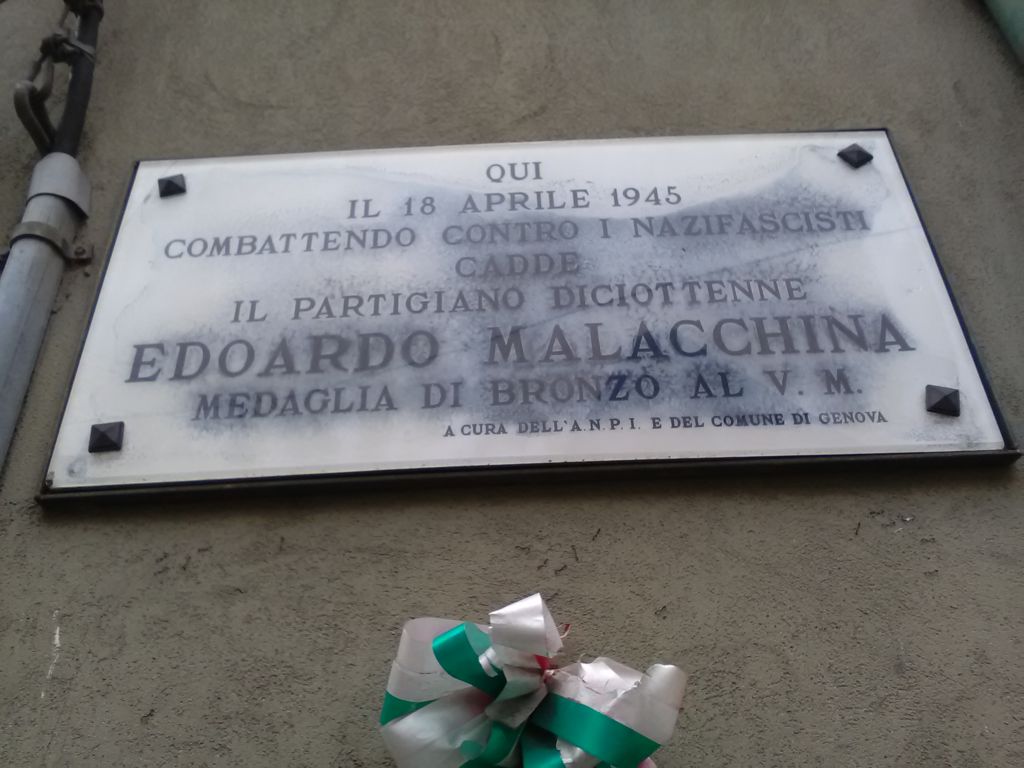 QUI
IL 18 APRILE 1945
COMBATTENDO CONTRO I NAZIFASCISTI
CADDE
IL PARTIGIANO DICIOTTENNE
EDOARDO MALACCHINA
MEDAGLIA DI BRONZO AL V. M.
A CURA DELL'A.N.P.I. E DEL COMUNE DI GENOVA